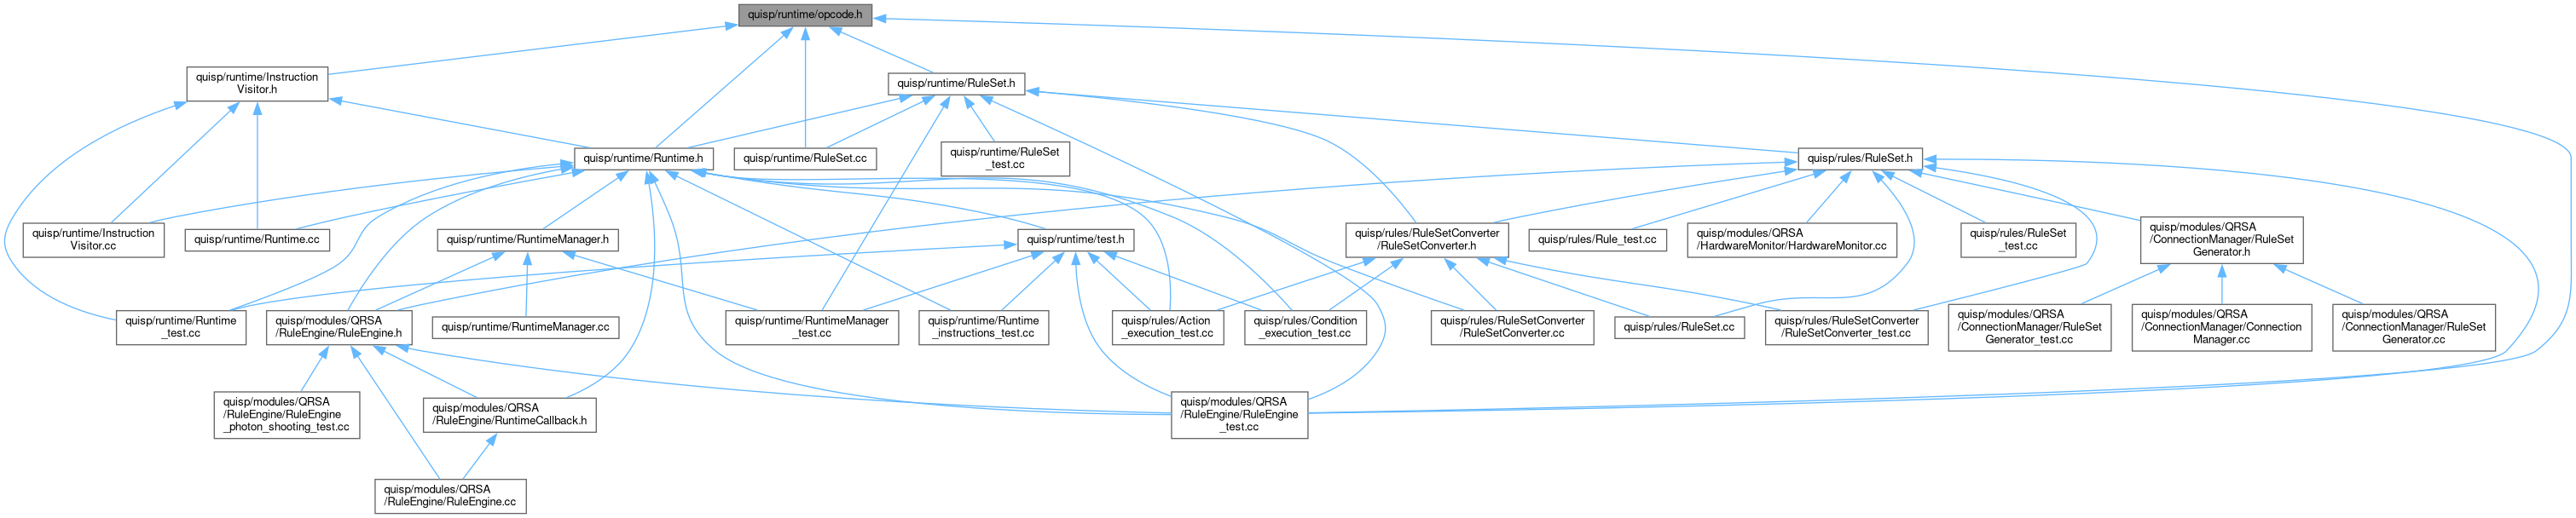 quisp/runtime/opcode.h
quisp/runtime/Instruction
Visitor.h
quisp/runtime/RuleSet.h
quisp/runtime/Runtime.h
quisp/runtime/RuleSet.cc
quisp/runtime/RuleSet
_test.cc
quisp/rules/RuleSet.h
quisp/runtime/Instruction
Visitor.cc
quisp/runtime/Runtime.cc
quisp/runtime/RuntimeManager.h
quisp/runtime/test.h
quisp/rules/RuleSetConverter
/RuleSetConverter.h
quisp/rules/Rule_test.cc
quisp/modules/QRSA
/HardwareMonitor/HardwareMonitor.cc
quisp/rules/RuleSet
_test.cc
quisp/modules/QRSA
/ConnectionManager/RuleSet
Generator.h
quisp/runtime/Runtime
_test.cc
quisp/modules/QRSA
/RuleEngine/RuleEngine.h
quisp/runtime/RuntimeManager.cc
quisp/runtime/RuntimeManager
_test.cc
quisp/runtime/Runtime
_instructions_test.cc
quisp/rules/Action
_execution_test.cc
quisp/rules/Condition
_execution_test.cc
quisp/rules/RuleSetConverter
/RuleSetConverter.cc
quisp/rules/RuleSet.cc
quisp/rules/RuleSetConverter
/RuleSetConverter_test.cc
quisp/modules/QRSA
/ConnectionManager/RuleSet
Generator_test.cc
quisp/modules/QRSA
/ConnectionManager/Connection
Manager.cc
quisp/modules/QRSA
/ConnectionManager/RuleSet
Generator.cc
quisp/modules/QRSA
/RuleEngine/RuleEngine
_photon_shooting_test.cc
quisp/modules/QRSA
/RuleEngine/RuntimeCallback.h
quisp/modules/QRSA
/RuleEngine/RuleEngine
_test.cc
quisp/modules/QRSA
/RuleEngine/RuleEngine.cc